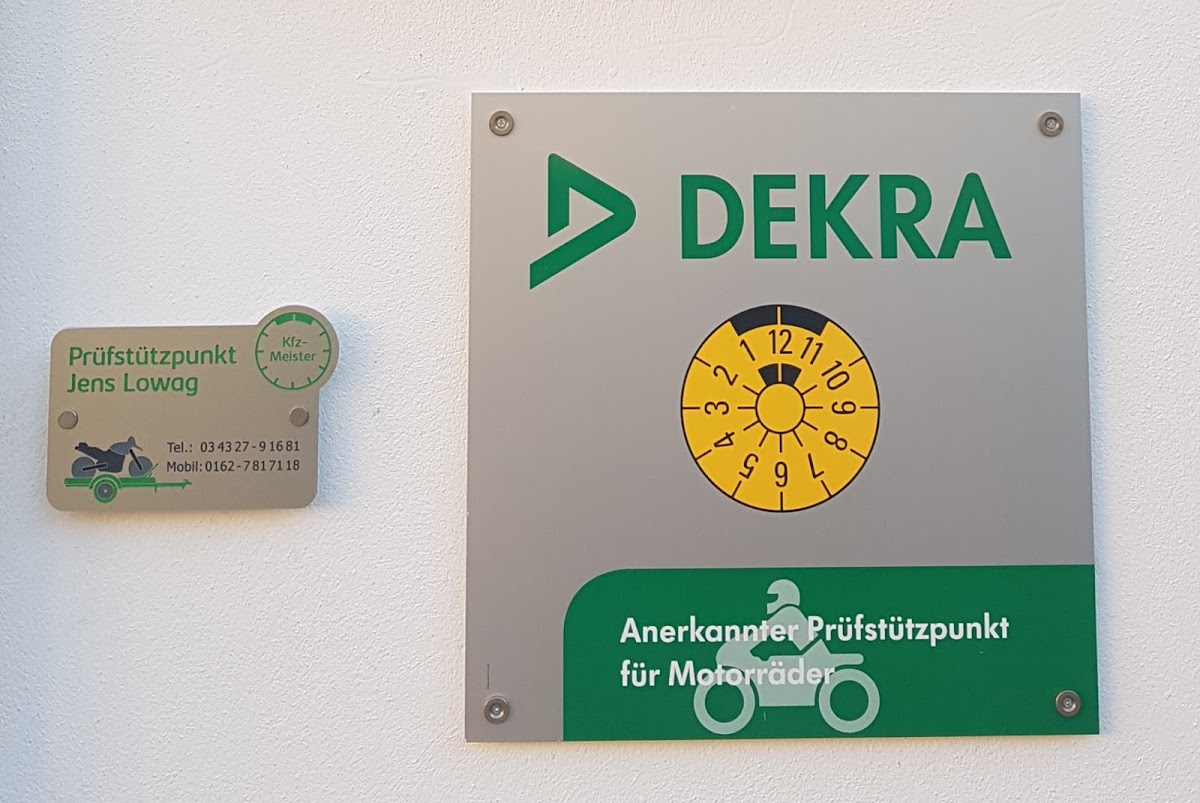 Prüfstützpunkt
Jens Lowag
Kfz-
Meister
Tel.: 034327-91681
Mobil: 0162-7817118
DEKRA
1 12 11
2 10
3 9
4 8
5 6 7
Anerkannter Prüfstützpunkt
für Motorräder